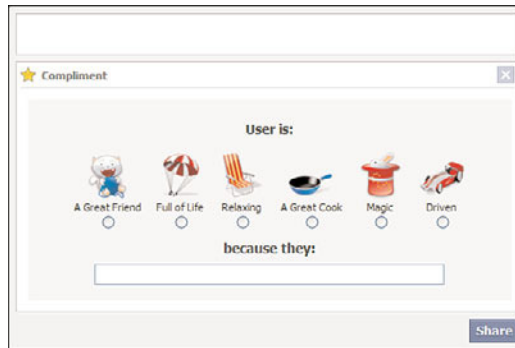 Compliment
User is:
A Great Friend Full of Life Relaxing A Great Cook Magic Driven
because they:
Share